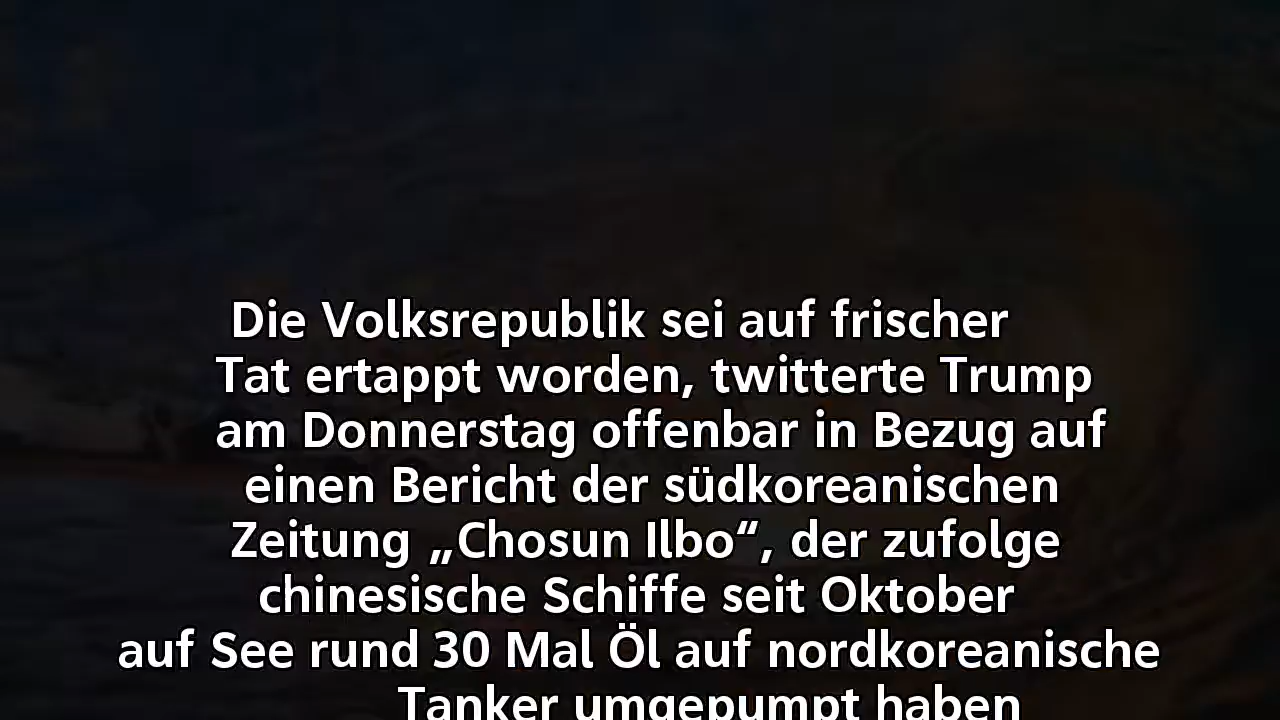 Die Volksrepublik sei auf frischer
Tat ertappt worden, twitterte Trump
am Donnerstag offenbar in Bezug auf
einen Bericht der südkoreanischen
Zeitung „Chosun Ilbo“, der zufolge
chinesische Schiffe seit Oktober
auf See rund 30 Mal Öl auf nordkoreanische
Tanker umgepumpt haben